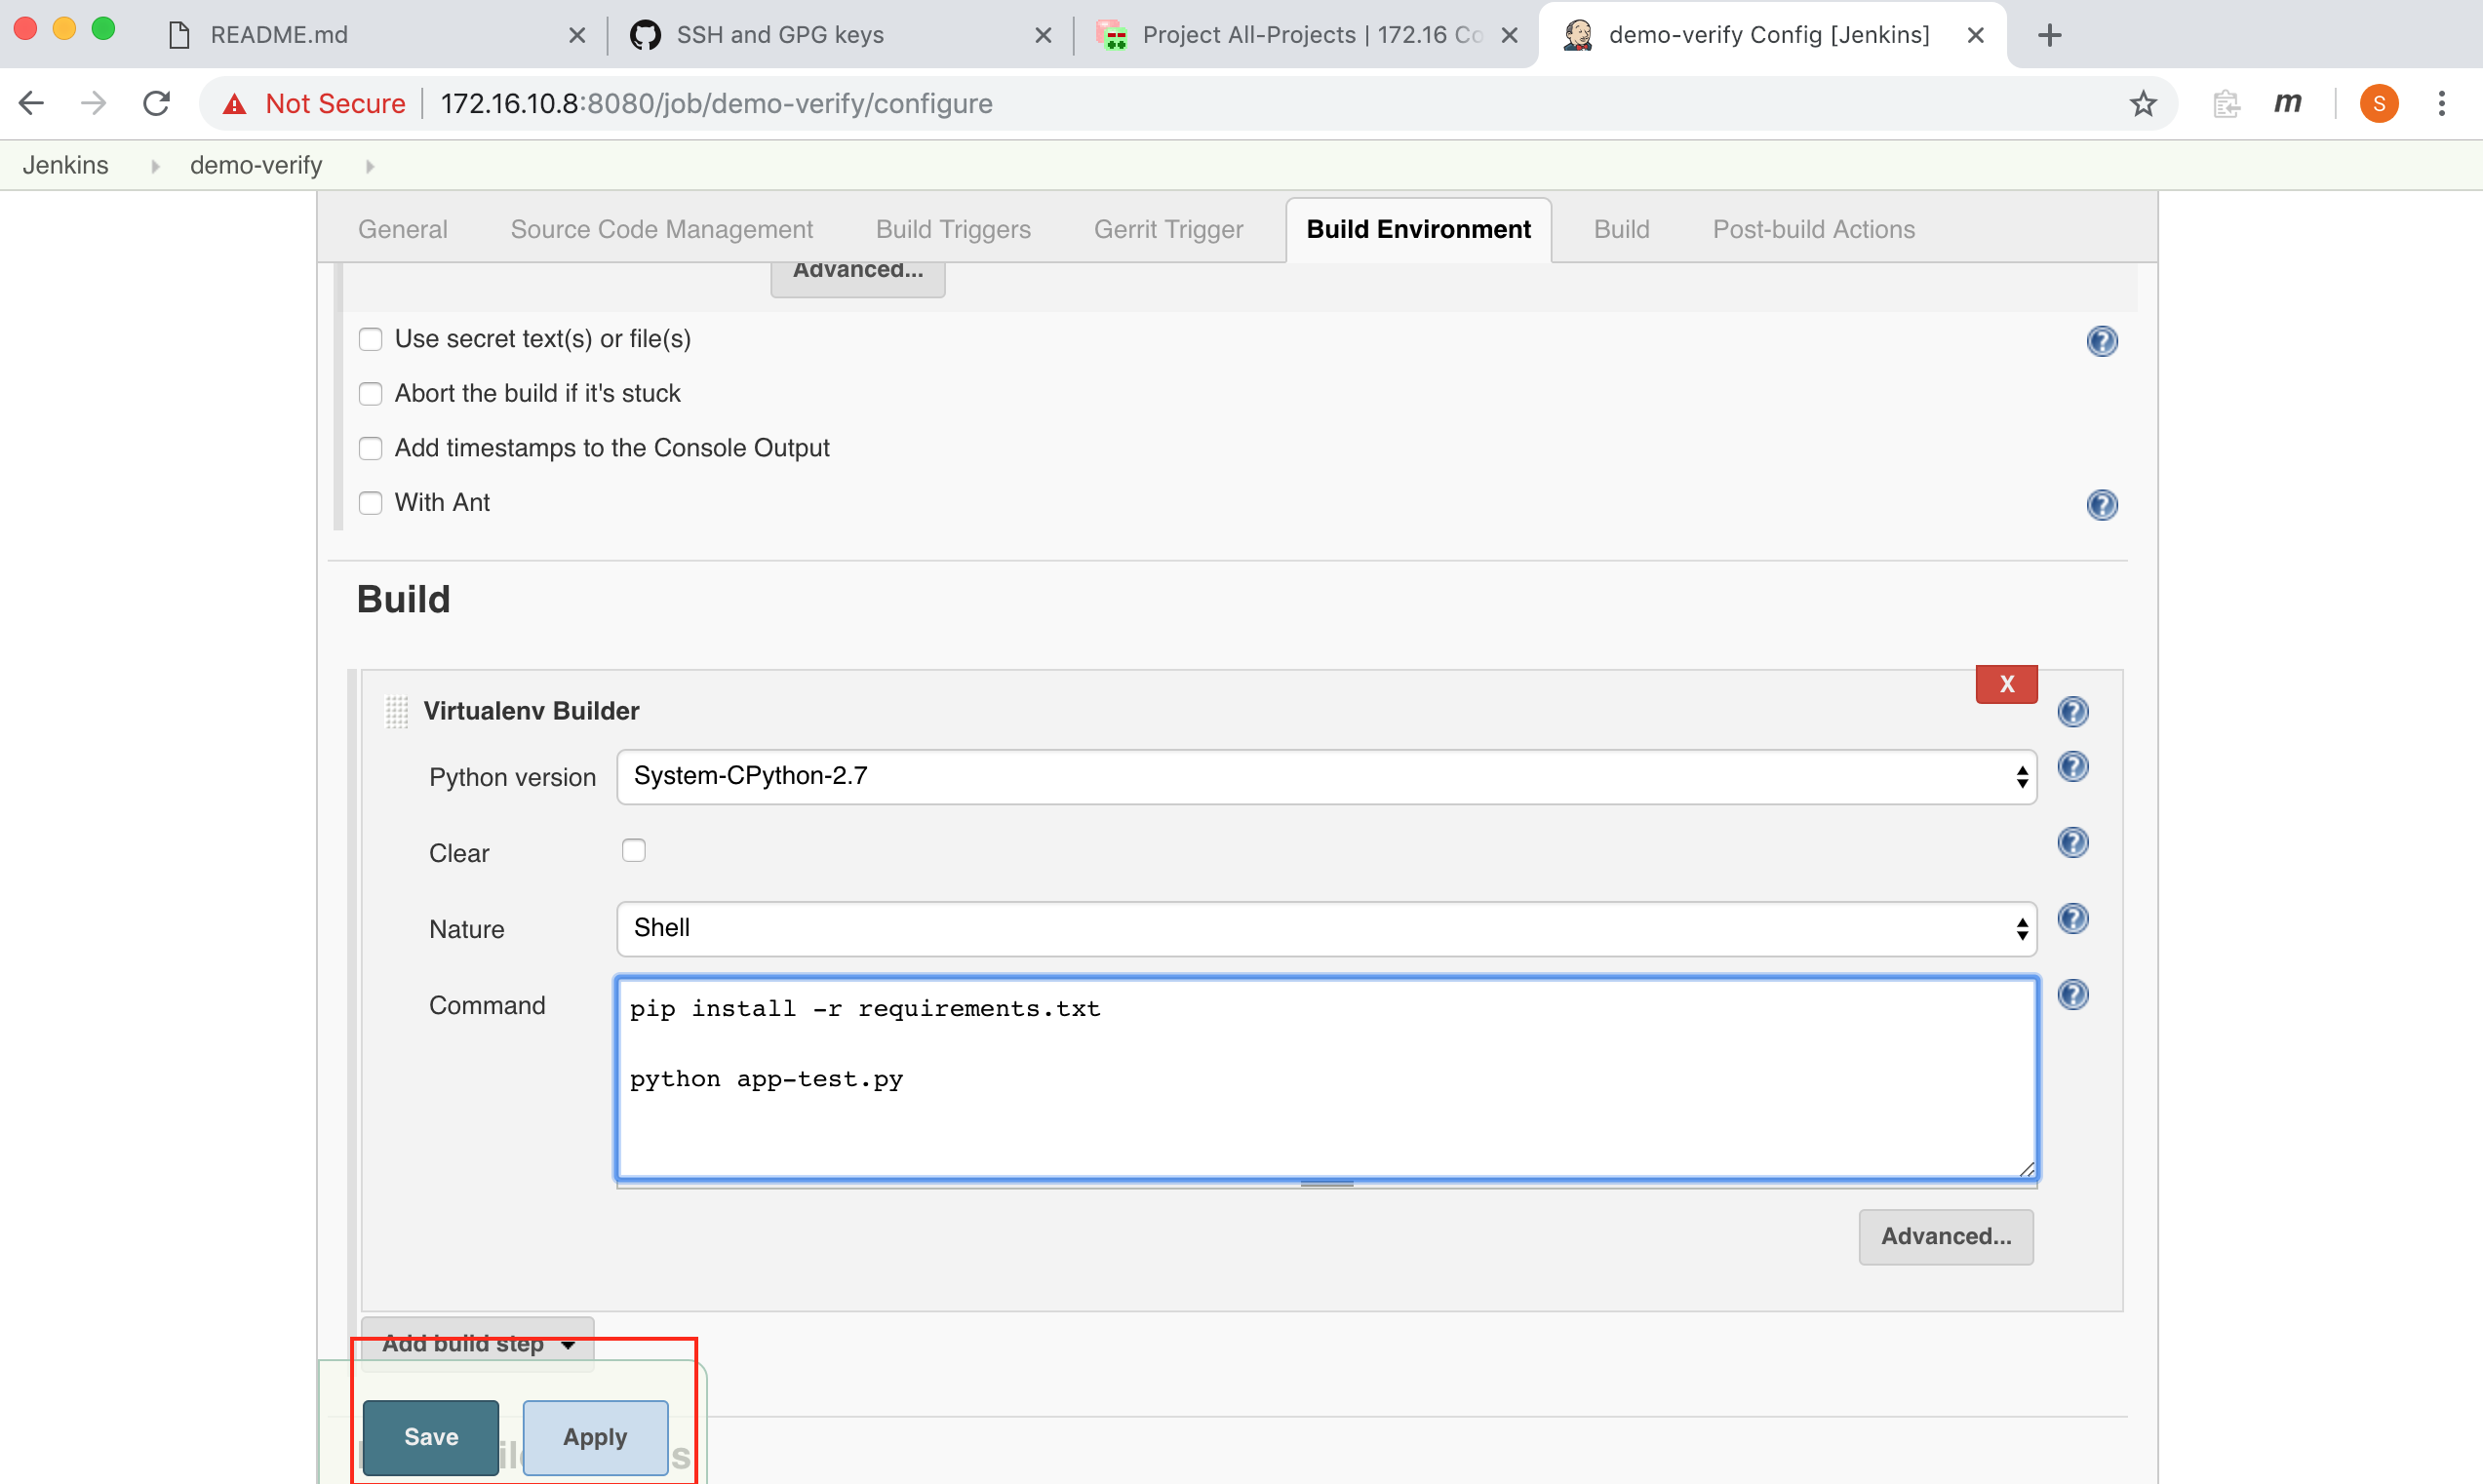 README.md
SSH and GPG keys
Project All-Projects | 172.16 Co
demo-verify Config [Jenkins]
Not Secure
172.16.10.8:8080/job/demo-verify/configure
m
S
Jenkins
demo-verify
General
Source Code Management
Build Triggers
Gerrit Trigger
Build Environment
Build
Post-build Actions
Advanced...
Use secret text(s) or file(s)
?
Abort the build if it's stuck
Add timestamps to the Console Output
With Ant
?
Build
X
Virtualenv Builder
?
Python version
System-CPython-2.7
?
Clear
?
Nature
Shell
?
Command
pip install -r requirements.txt
python app-test.py
?
Advanced...
Add build step
Save
Apply